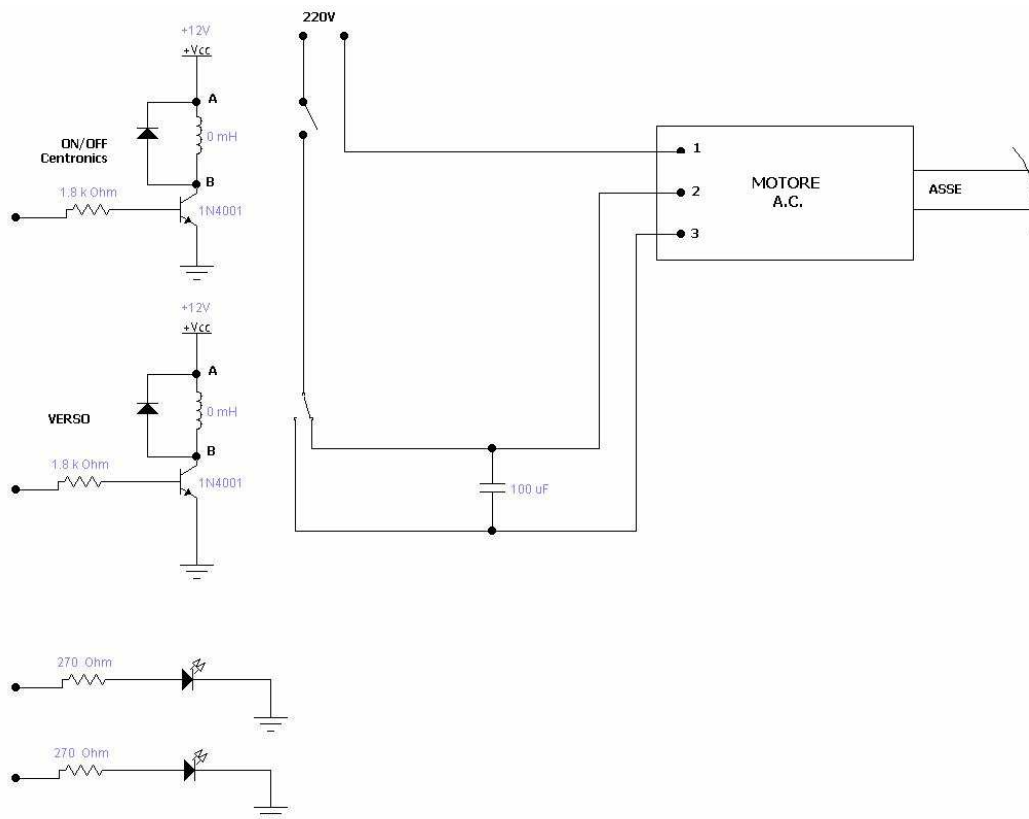 220V
+12V
+Vcc
A
0 mH
ON/OFF
Centronics
B
1.8 k Ohm
1N4001
1
2
3
MOTORE
A.C.
ASSE
+12V
+Vcc
A
0 mH
VERSO
B
1.8 k Ohm
1N4001
100 uF
270 Ohm
270 Ohm